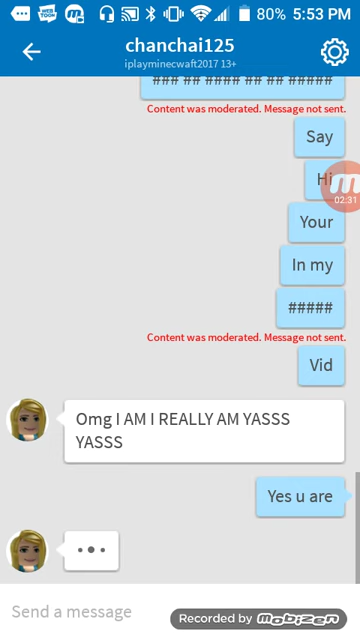 80% 5:53 PM
chanchai125
iplayminecwaft2017 13+
### ## #### ## ## #####
Content was moderated. Message not sent.
Say
Hi
02:31
Your
In my
#####
Content was moderated. Message not sent.
Vid
Omg I AM I REALLY AM YASSS
YASSS
Yes u are
Send a message
Recorded by Mobizen